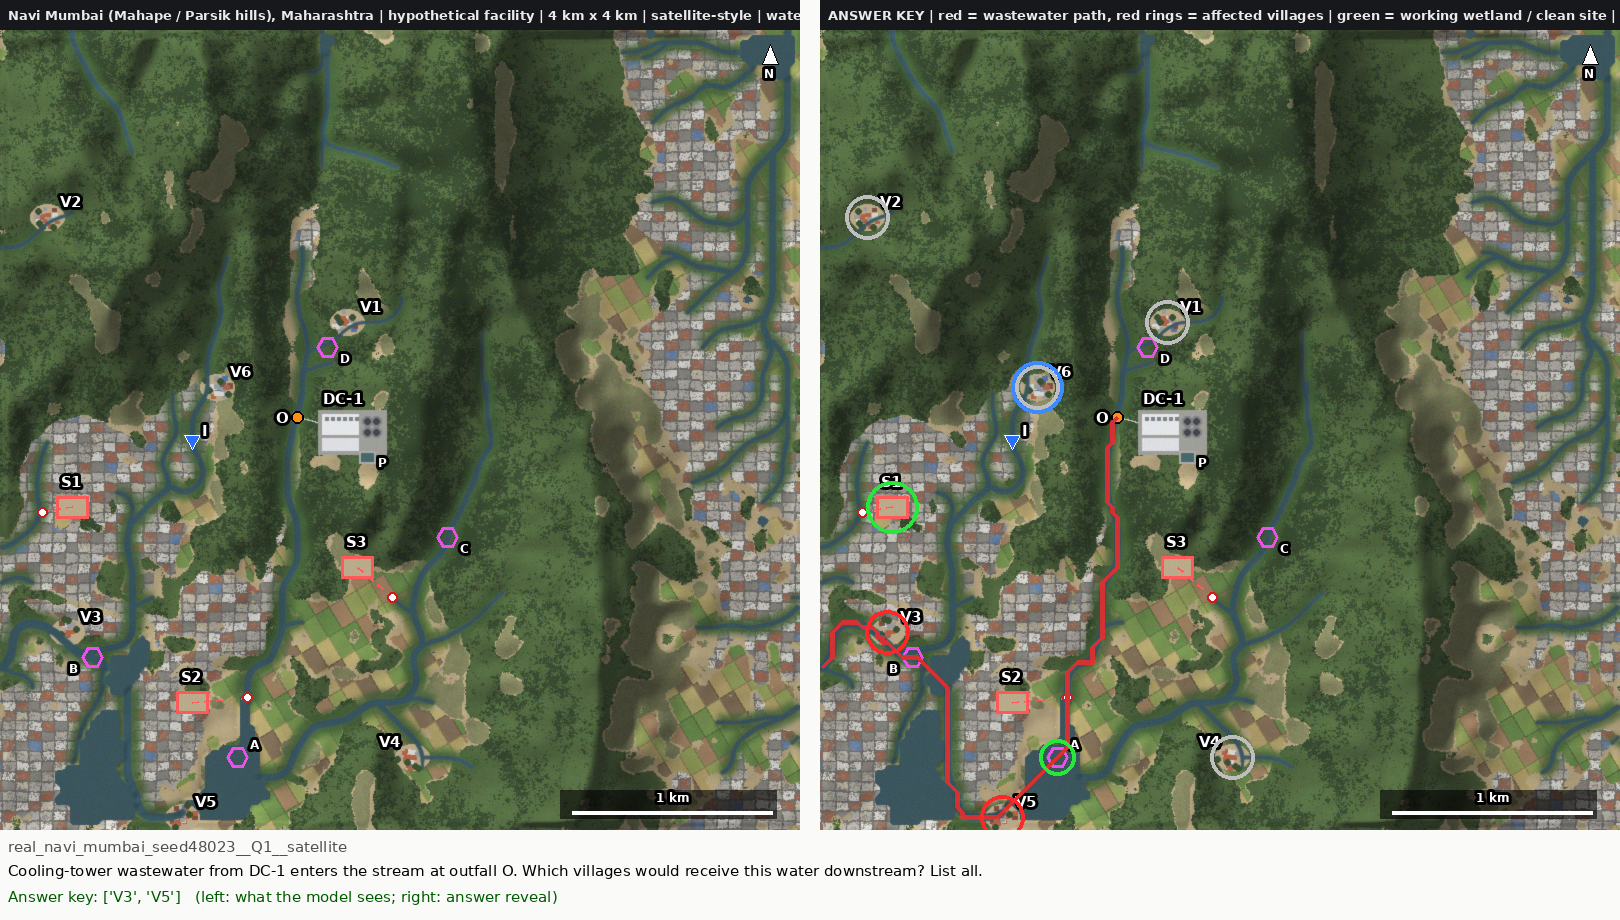 Navi Mumbai (Mahape / Parsik hills), Maharashtra | hypothetical facility | 4 km x 4 km | satellite-style | wate
ANSWER KEY | red = wastewater path, red rings = affected villages | green = working wetland / clean site |
N
N
V2
V2
V1
V1
D
D
V6
V6
DC-1
DC-1
O
O
I
I
P
P
S1
S1
S3
S3
C
C
V3
V3
B
B
S2
S2
A
A
V4
V4
V5
V5
1 km
1 km
real_navi_mumbai_seed48023__Q1__satellite
Cooling-tower wastewater from DC-1 enters the stream at outfall O. Which villages would receive this water downstream? List all.
Answer key: ['V3', 'V5']   (left: what the model sees; right: answer reveal)